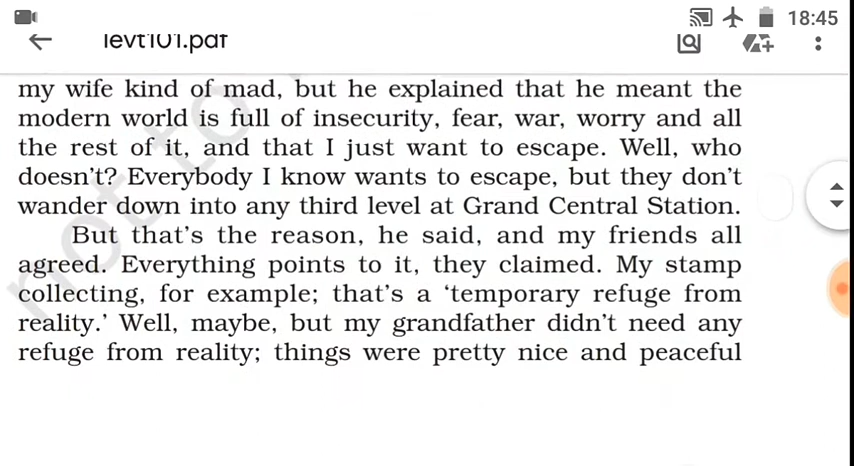 18:45
levt101.pdf
my wife kind of mad, but he explained that he meant the
modern world is full of insecurity, fear, war, worry and all
the rest of it, and that I just want to escape. Well, who
doesn’t? Everybody I know wants to escape, but they don’t
wander down into any third level at Grand Central Station.
But that’s the reason, he said, and my friends all
agreed. Everything points to it, they claimed. My stamp
collecting, for example; that’s a ‘temporary refuge from
reality.’ Well, maybe, but my grandfather didn’t need any
refuge from reality; things were pretty nice and peaceful
not to